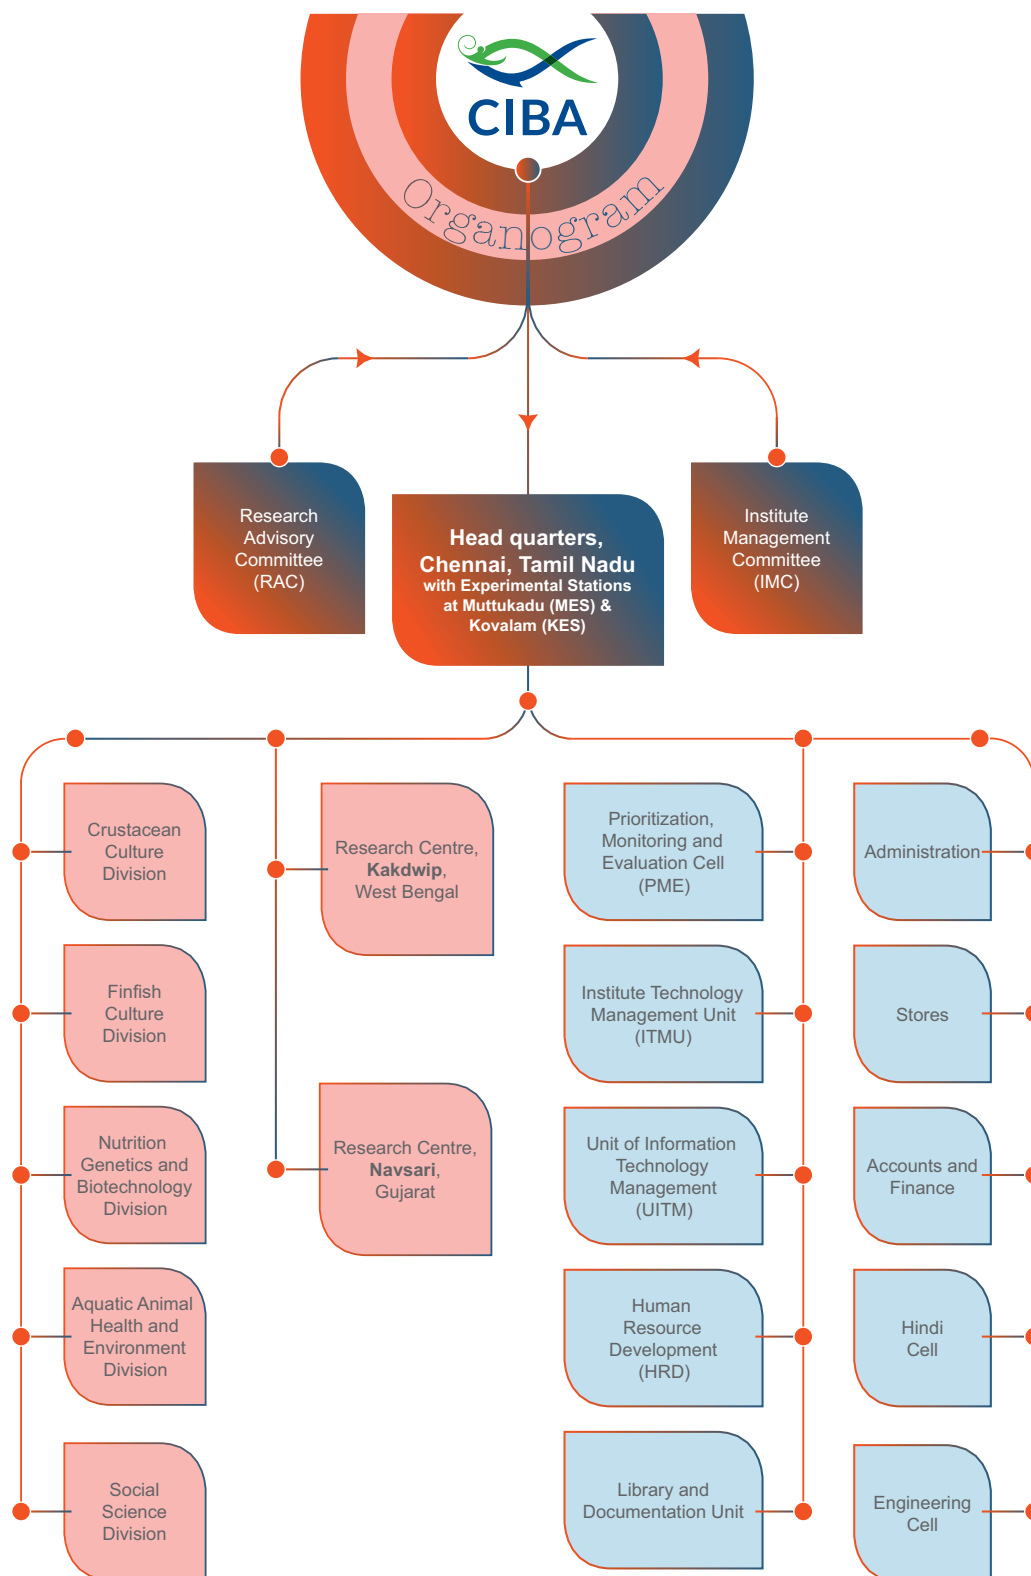 CIBA
Organogram
Research
Advisory
Committee
(RAC)
Head quarters,
Chennai, Tamil Nadu
with Experimental Stations
at Muttukadu (MES) &
Kovalam (KES)
Institute
Management
Committee
(IMC)
Crustacean
Culture
Division
Finfish
Culture
Division
Nutrition
Genetics and
Biotechnology
Division
Aquatic Animal
Health and
Environment
Division
Social
Science
Division
Research Centre,
Kakdwip,
West Bengal
Research Centre,
Navsari,
Gujarat
Prioritization,
Monitoring and
Evaluation Cell
(PME)
Institute Technology
Management Unit
(ITMU)
Unit of Information
Technology
Management
(UITM)
Human
Resource
Development
(HRD)
Library and
Documentation Unit
Administration
Stores
Accounts and
Finance
Hindi
Cell
Engineering
Cell